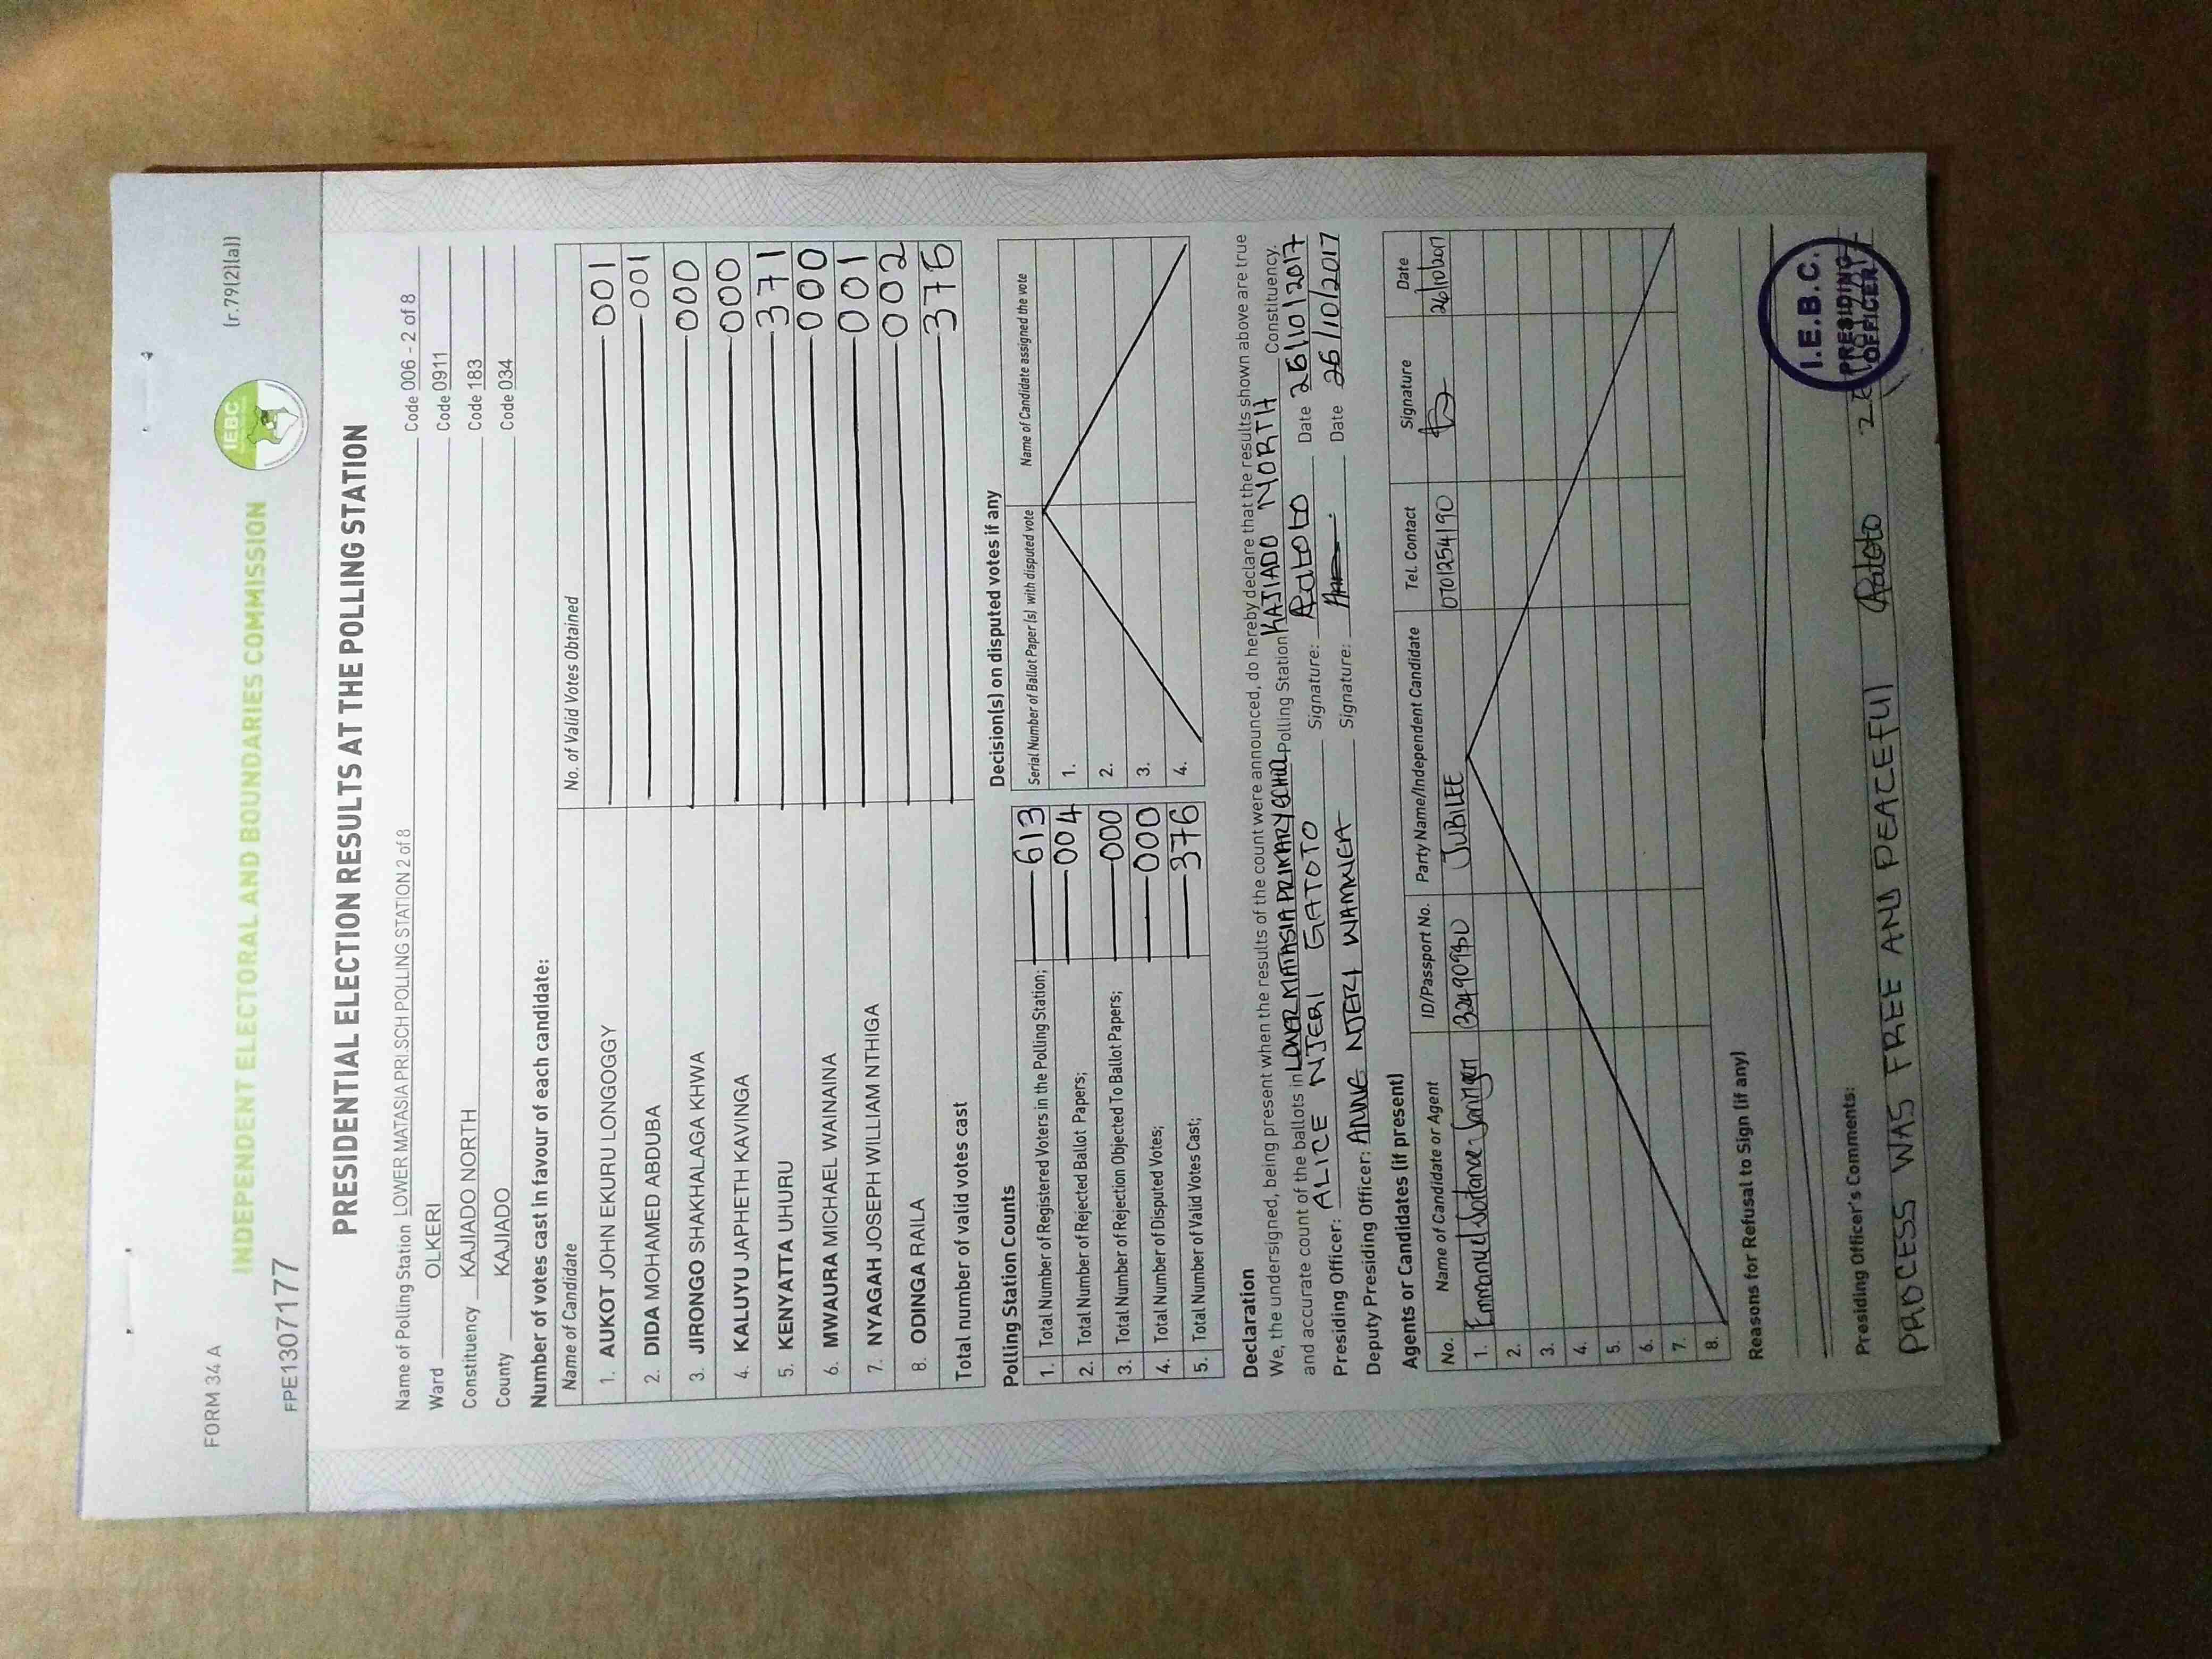 FORM 34 A
(r.79(2)(a))
IEBC
INDEPENDENT ELECTORAL AND BOUNDARIES COMMISSION
FPE1307177
PRESIDENTIAL ELECTION RESULTS AT THE POLLING STATION
Name of Polling Station LOWER MATASIA PRI.SCH POLLING STATION 2 of 8 Code 006 - 2 of 8
Ward OLKERI Code 0911
Constituency KAJIADO NORTH Code 183
County KAJIADO Code 034
Number of votes cast in favour of each candidate:
Name of Candidate No. of Valid Votes Obtained
1. AUKOT JOHN EKURU LONGOGGY 001
2. DIDA MOHAMED ABDUBA 001
3. JIRONGO SHAKHALAGA KHWA 000
4. KALUYU JAPHETH KAVINGA 000
5. KENYATTA UHURU 371
6. MWAURA MICHAEL WAINAINA 000
7. NYAGAH JOSEPH WILLIAM NTHIGA 001
8. ODINGA RAILA 002
Total number of valid votes cast 376
Polling Station Counts
1. Total Number of Registered Voters in the Polling Station; 613
2. Total Number of Rejected Ballot Papers; 004
3. Total Number of Rejection Objected To Ballot Papers; 000
4. Total Number of Disputed Votes; 000
5. Total Number of Valid Votes Cast; 376
Decision(s) on disputed votes if any
Serial Number of Ballot Paper (s) with disputed vote Name of Candidate assigned the vote
1.
2.
3.
4.
Declaration
We, the undersigned, being present when the results of the count were announced, do hereby declare that the results shown above are true
and accurate count of the ballots in LOWER MATASIA PRIMARY SCHOOL Polling Station KAJIADO NORTH Constituency.
Presiding Officer: ALICE NJERI GATOTO Signature: Date 26/10/2017
Deputy Presiding Officer: ANNE NJERI WAMWEA Signature: Date 26/10/2017
Agents or Candidates (if present)
No. Name of Candidate or Agent ID/Passport No. Party Name/Independent Candidate Tel. Contact Signature Date
1. Emmanuel JUBILEE 0701254190 26/10/2017
2.
3.
4.
5.
6.
7.
8.
Reasons for Refusal to Sign (if any)
Presiding Officer's Comments:
PROCESS WAS FREE AND PEACEFUL
I.E.B.C.
PRESIDING
OFFICER